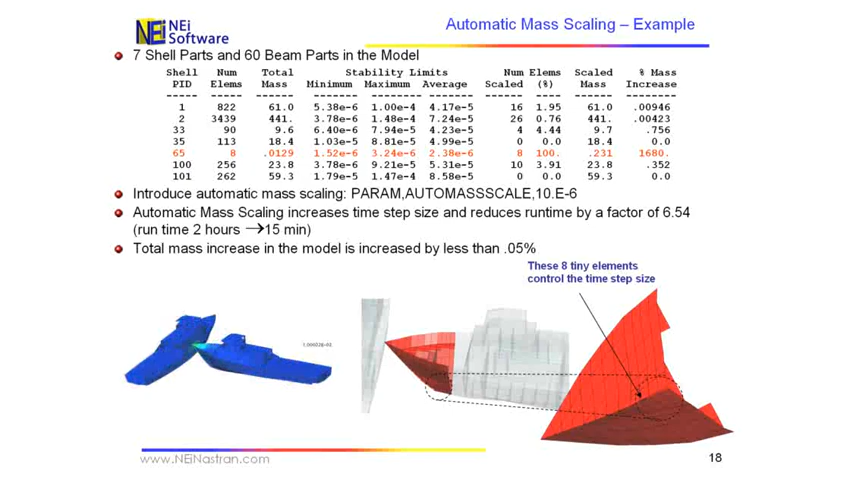 NEi NEi
Software
Automatic Mass Scaling – Example
7 Shell Parts and 60 Beam Parts in the Model
Shell Num Total Stability Limits Num Elems Scaled % Mass
PID Elems Mass Minimum Maximum Average Scaled (%) Mass Increase
----- ----- ------ ------- ------- ------- ------ ---- ------ --------
1 822 61.0 5.38e-6 1.00e-4 4.17e-5 16 1.95 61.0 .00946
2 3439 441. 3.78e-6 1.48e-4 7.24e-5 26 0.76 441. .00423
33 90 9.6 6.40e-6 7.94e-5 4.23e-5 4 4.44 9.7 .756
35 113 18.4 1.03e-5 8.81e-5 4.99e-5 0 0.0 18.4 0.0
65 8 .0129 1.52e-6 3.24e-6 2.38e-6 8 100. .231 1680.
100 256 23.8 3.78e-6 9.21e-5 5.31e-5 10 3.91 23.8 .352
101 262 59.3 1.79e-5 1.47e-4 8.58e-5 0 0.0 59.3 0.0
Introduce automatic mass scaling: PARAM,AUTOMASSSCALE,10.E-6
Automatic Mass Scaling increases time step size and reduces runtime by a factor of 6.54
(run time 2 hours →15 min)
Total mass increase in the model is increased by less than .05%
These 8 tiny elements
control the time step size
www.NEiNastran.com
18